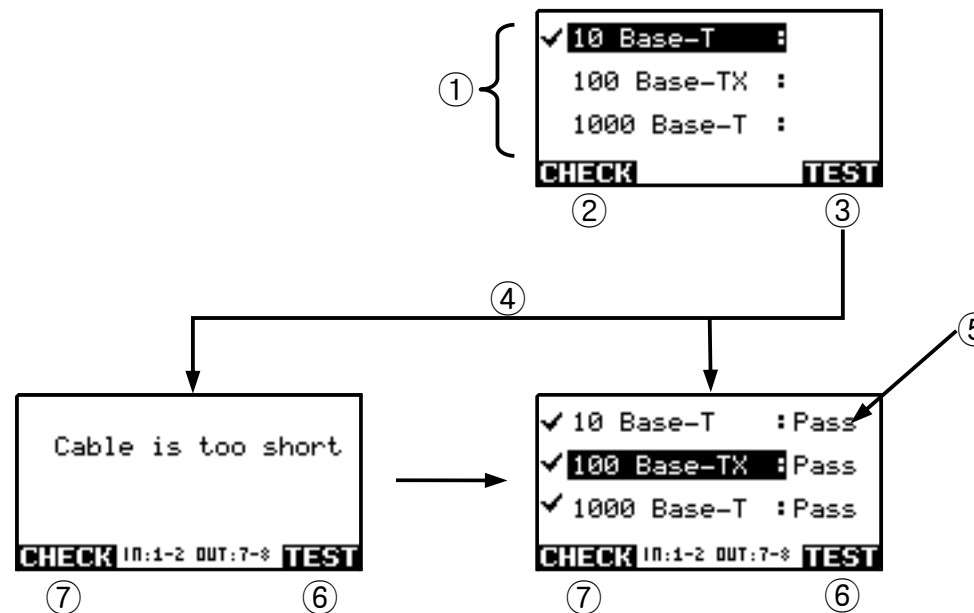 ✓ 10 Base-T :
100 Base-TX :
1000 Base-T :
①
CHECK TEST
② ③
④
⑤
Cable is too short
CHECK IN:1-2 OUT:7-8 TEST
⑦ ⑥
✓ 10 Base-T : Pass
✓ 100 Base-TX : Pass
✓ 1000 Base-T : Pass
CHECK IN:1-2 OUT:7-8 TEST
⑦ ⑥